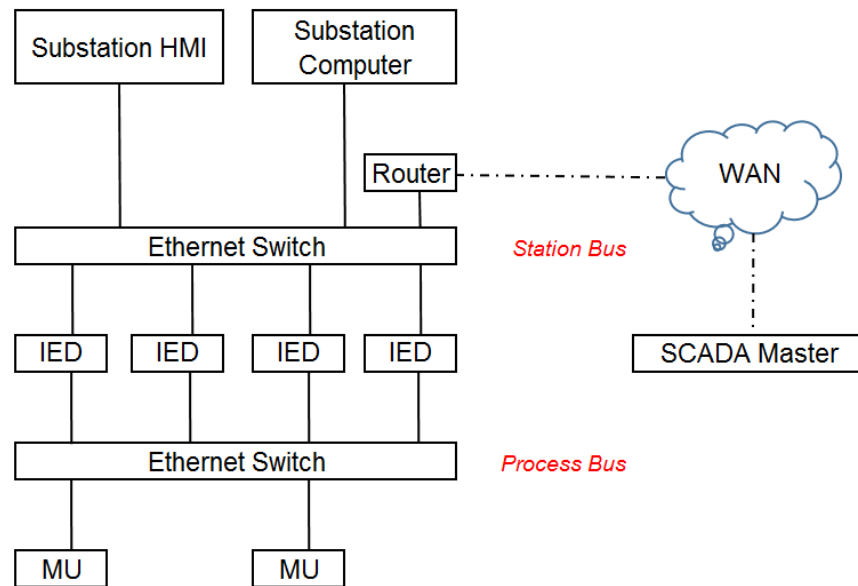 Substation HMI
Substation
Computer
Router
WAN
Ethernet Switch
Station Bus
IED
IED
IED
IED
SCADA Master
Ethernet Switch
Process Bus
MU
MU